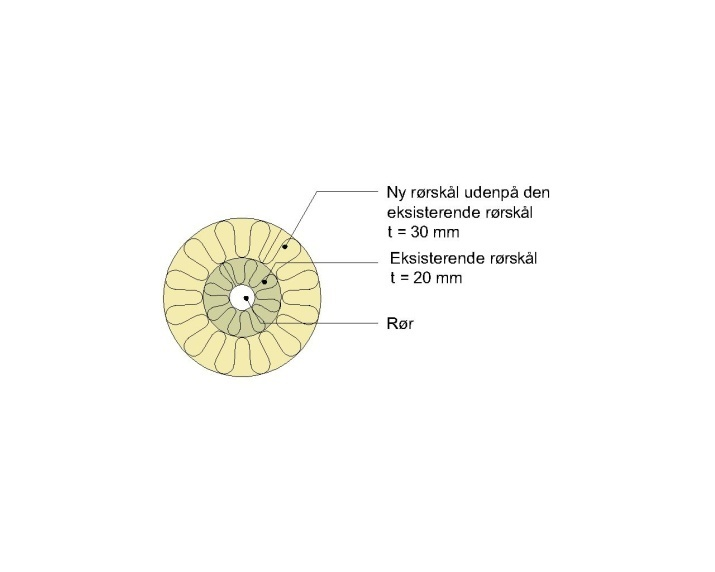 Ny rørskål udenpå den
eksisterende rørskål
t = 30 mm
Eksisterende rørskål
t = 20 mm
Rør